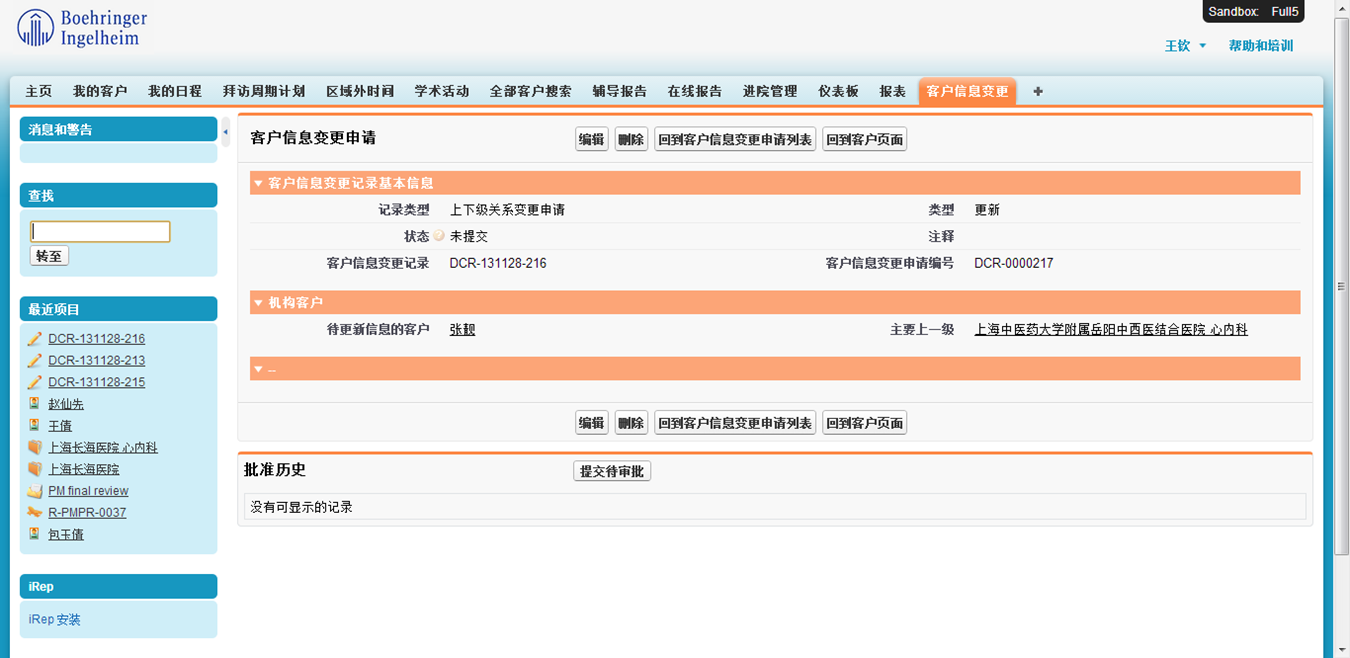 Boehringer
Ingelheim
Sandbox: Full5
王钦 帮助和培训
主页 我的客户 我的日程 拜访周期计划 区域外时间 学术活动 全部客户搜索 辅导报告 在线报告 进院管理 仪表板 报表 客户信息变更 +
消息和警告
查找
转至
最近项目
DCR-131128-216
DCR-131128-213
DCR-131128-215
赵仙先
王倩
上海长海医院 心内科
上海长海医院
PM final review
R-PMPR-0037
包玉倩
iRep
iRep 安装
客户信息变更申请 编辑 删除 回到客户信息变更申请列表 回到客户页面
客户信息变更记录基本信息
记录类型 上下级关系变更申请 类型 更新
状态 未提交 注释
客户信息变更记录 DCR-131128-216 客户信息变更申请编号 DCR-0000217
机构客户
待更新信息的客户 张靓 主要上一级 上海中医药大学附属岳阳中西医结合医院 心内科
--
编辑 删除 回到客户信息变更申请列表 回到客户页面
批准历史 提交待审批
没有可显示的记录